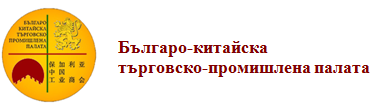 БЪЛГАРО
КИТАЙСКА
ТЪРГОВСКО
ПРОМИШЛЕНА
ПАЛАТА
保加利亚
中国
工业商会
Българо-китайска
търговско-промишлена палата